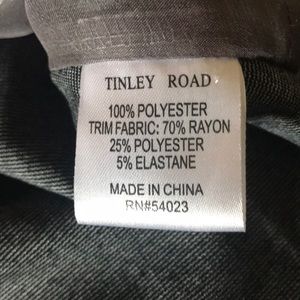 TINLEY ROAD
100% POLYESTER
TRIM FABRIC: 70% RAYON
25% POLYESTER
5% ELASTANE
MADE IN CHINA
RN#54023